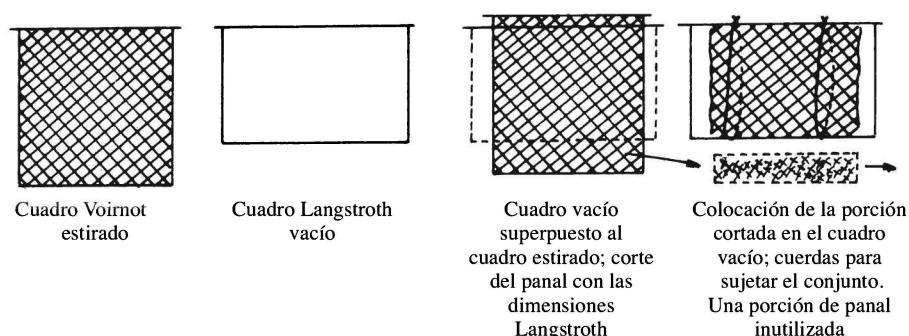 Cuadro Voirnot
estirado
Cuadro Langstroth
vacío
Cuadro vacío
superpuesto al
cuadro estirado; corte
del panal con las
dimensiones
Langstroth
Colocación de la porción
cortada en el cuadro
vacío; cuerdas para
sujetar el conjunto.
Una porción de panal
inutilizada